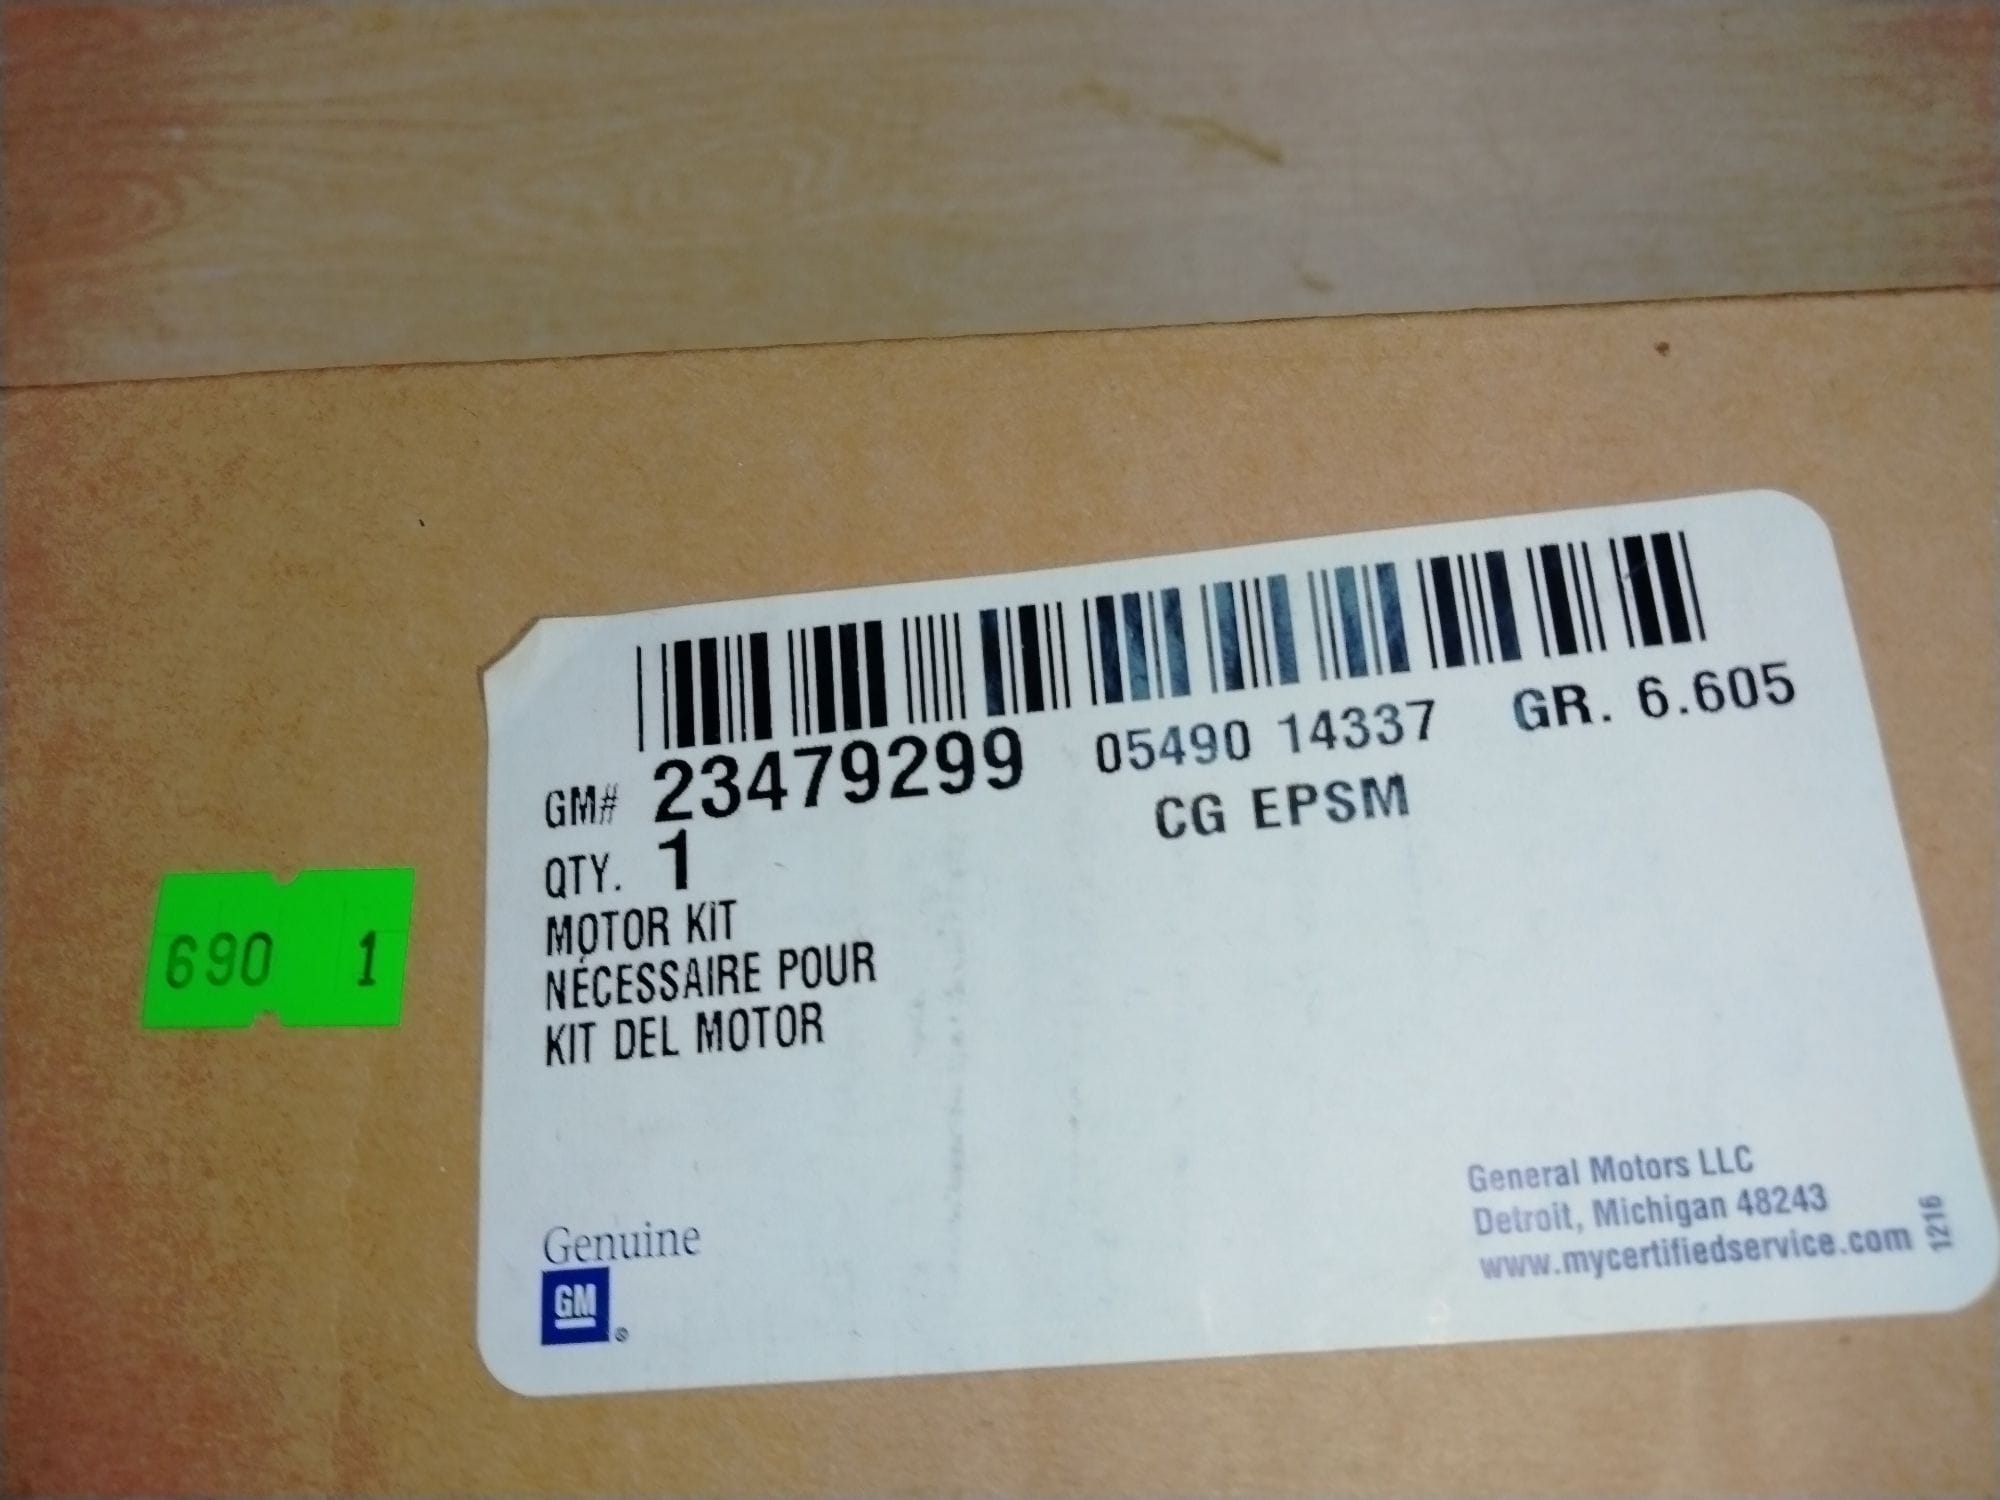 GM# 23479299 05490 14337 GR. 6.605
CG EPSM
QTY. 1
MOTOR KIT
NÉCESSAIRE POUR
KIT DEL MOTOR
690 1
Genuine
GM
®
General Motors LLC
Detroit, Michigan 48243
www.mycertifiedservice.com
1216